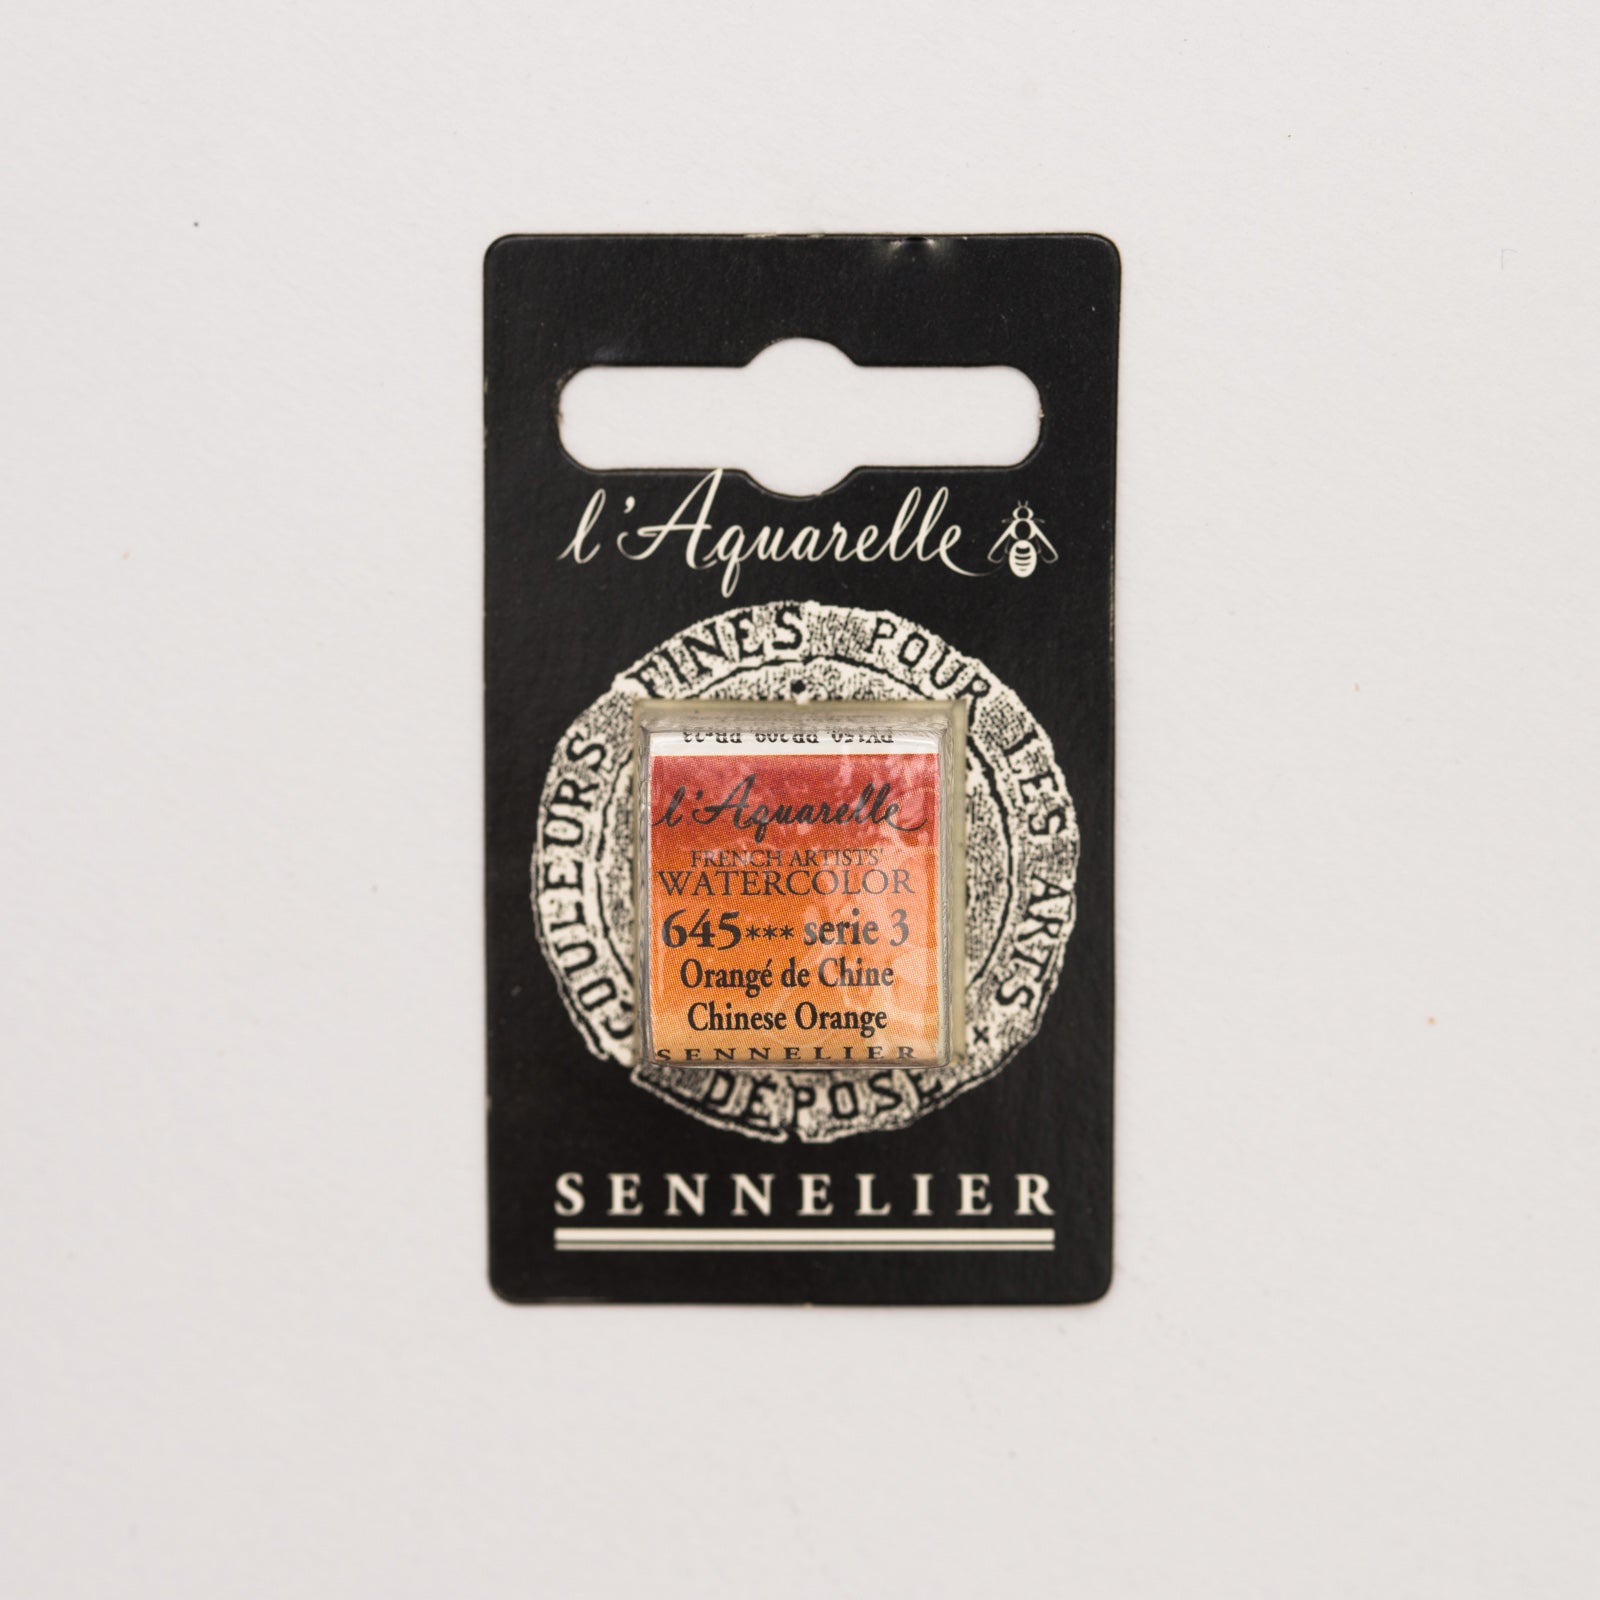 l'Aquarelle
COULEURS FINES POUR LES ARTS
DÉPOSÉ
l'Aquarelle
FRENCH ARTISTS'
WATERCOLOR
645*** serie 3
Orangé de Chine
Chinese Orange
SENNELIER
SENNELIER